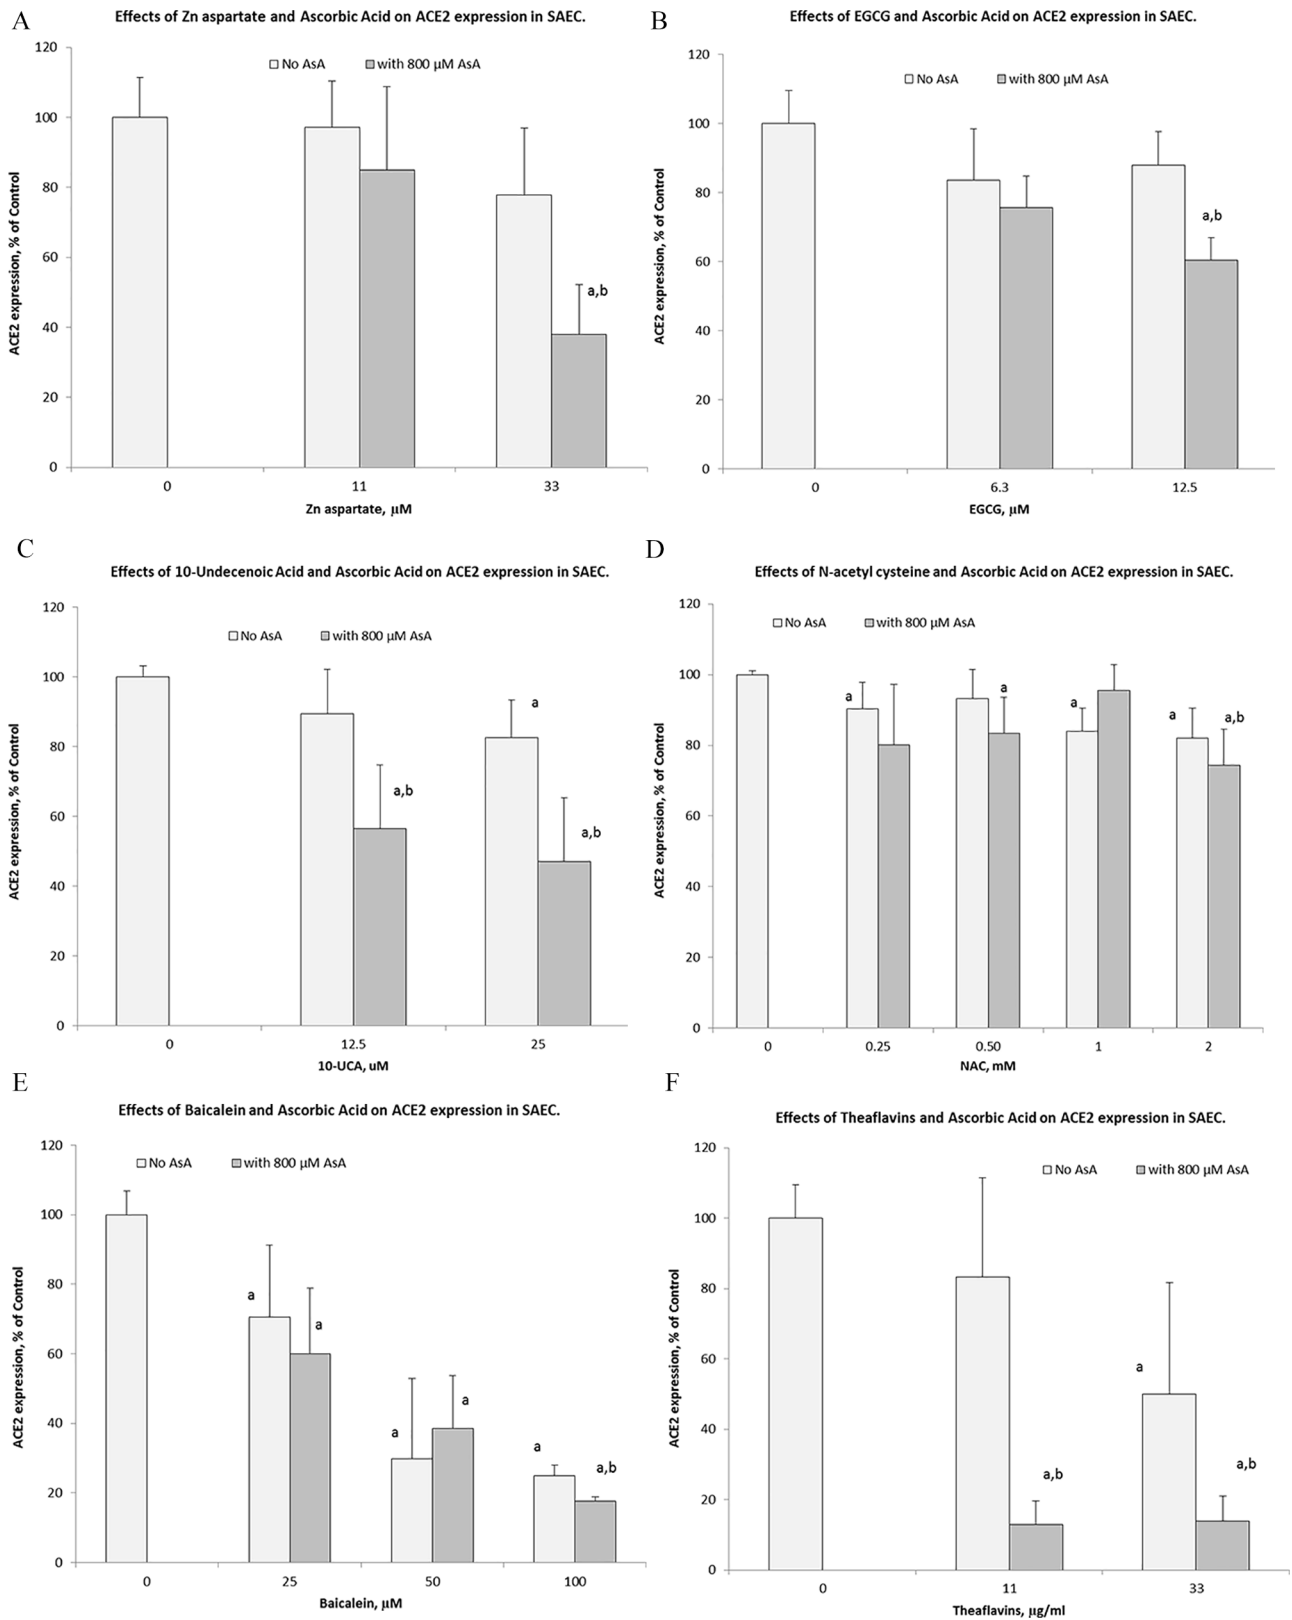 A
Effects of Zn aspartate and Ascorbic Acid on ACE2 expression in SAEC.
No AsA
with 800 µM AsA
120
100
80
60
40
20
0
ACE2 expression, % of Control
a,b
0
11
33
Zn aspartate, µM
B
Effects of EGCG and Ascorbic Acid on ACE2 expression in SAEC.
No AsA
with 800 µM AsA
120
100
80
60
40
20
0
ACE2 expression, % of Control
a,b
0
6.3
12.5
EGCG, µM
C
Effects of 10-Undecenoic Acid and Ascorbic Acid on ACE2 expression in SAEC.
No AsA
with 800 µM AsA
120
100
80
60
40
20
0
ACE2 expression, % of Control
a,b
a
a,b
0
12.5
25
10-UCA, uM
D
Effects of N-acetyl cysteine and Ascorbic Acid on ACE2 expression in SAEC.
No AsA
with 800 µM AsA
120
100
80
60
40
20
0
ACE2 expression, % of Control
a
a
a
a
a,b
0
0.25
0.50
1
2
NAC, mM
E
Effects of Baicalein and Ascorbic Acid on ACE2 expression in SAEC.
No AsA
with 800 µM AsA
120
100
80
60
40
20
0
ACE2 expression, % of Control
a
a
a
a
a
a,b
0
25
50
100
Baicalein, µM
F
Effects of Theaflavins and Ascorbic Acid on ACE2 expression in SAEC.
No AsA
with 800 µM AsA
120
100
80
60
40
20
0
ACE2 expression, % of Control
a,b
a
a,b
0
11
33
Theaflavins, µg/ml